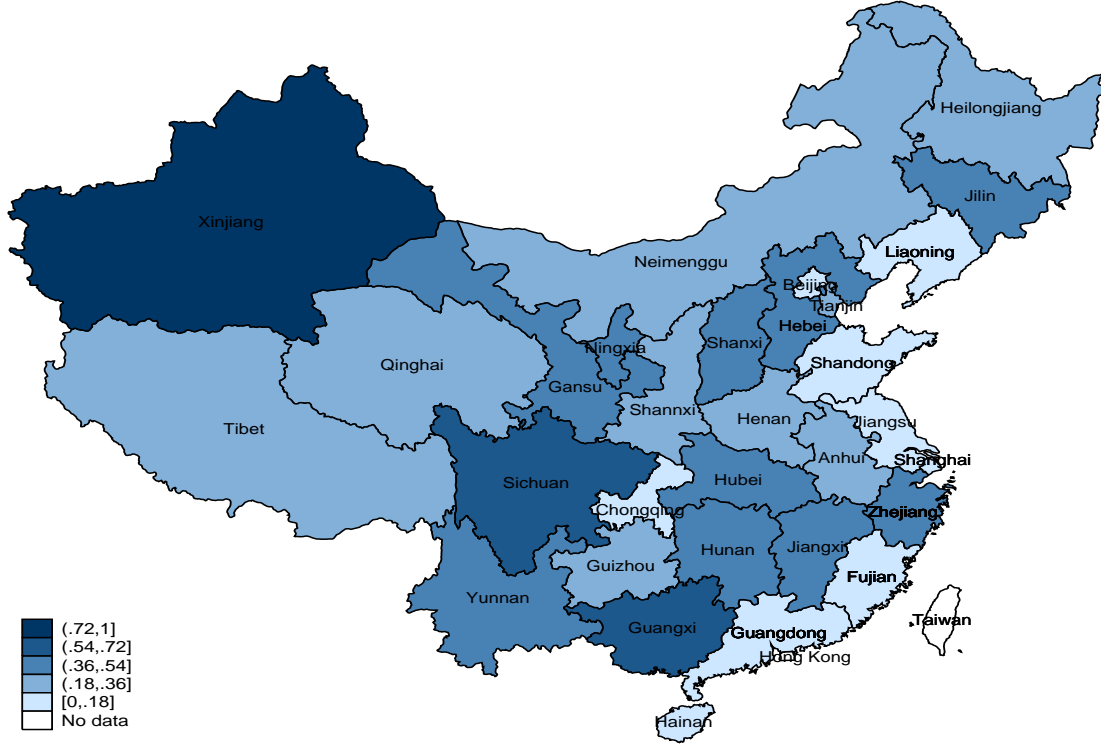 Heilongjiang
Jilin
Xinjiang
Liaoning
Neimenggu
Beijing
Tianjin
Hebei
Ningxia
Shanxi
Shandong
Qinghai
Gansu
Shannxi
Henan
Jiangsu
Tibet
Anhui
Shanghai
Sichuan
Hubei
Chongqing
Zhejiang
Hunan
Jiangxi
Guizhou
Fujian
Yunnan
Guangxi
Guangdong
Taiwan
Hong Kong
Hainan
(.72,1]
(.54,.72]
(.36,.54]
(.18,.36]
[0,.18]
No data